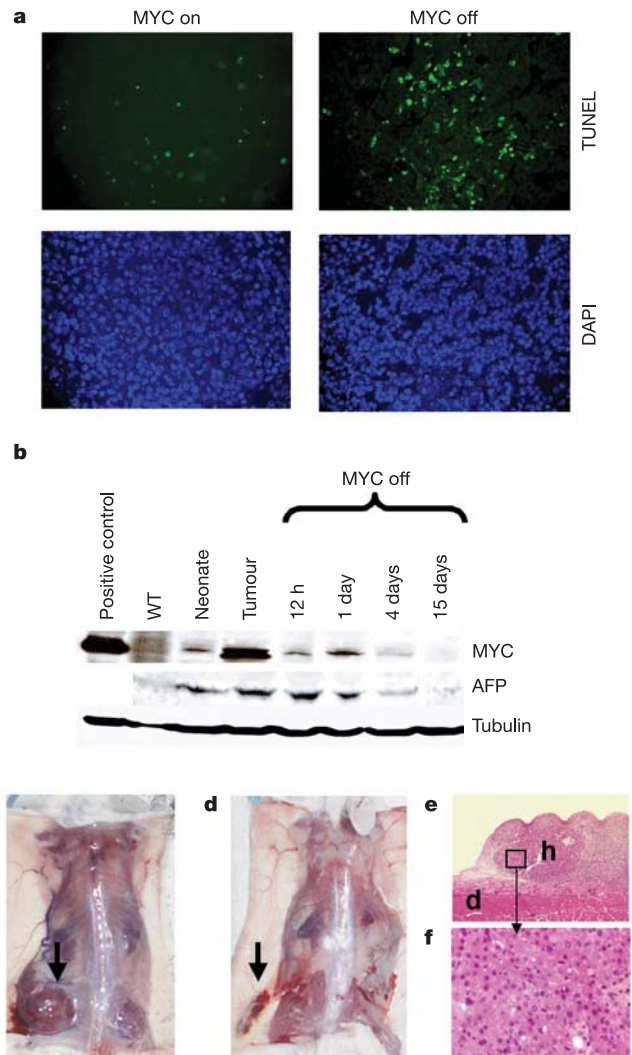 a
MYC on
MYC off
TUNEL
DAPI
b
MYC off
Positive control
WT
Neonate
Tumour
12 h
1 day
4 days
15 days
MYC
AFP
Tubulin
d
e
h
d
f